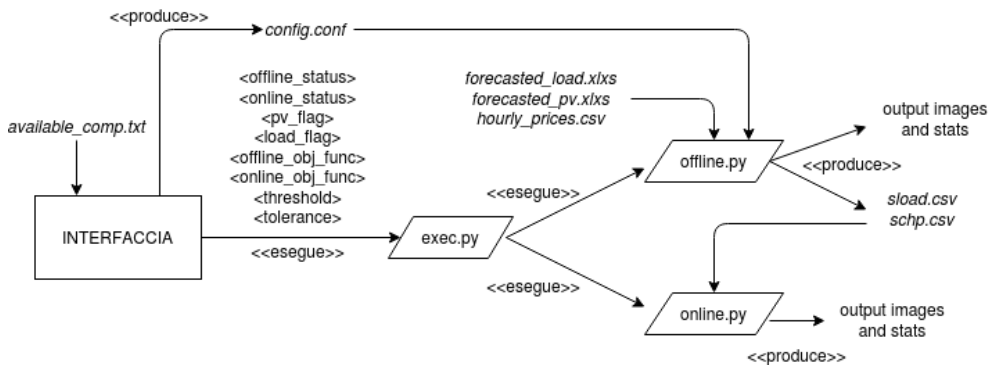 <<produce>>
config.conf
<offline_status>
<online_status>
<pv_flag>
<load_flag>
<offline_obj_func>
<online_obj_func>
<threshold>
<tolerance>
available_comp.txt
INTERFACCIA
<<esegue>>
exec.py
forecasted_load.xlxs
forecasted_pv.xlxs
hourly_prices.csv
<<esegue>>
offline.py
output images
and stats
<<produce>>
sload.csv
schp.csv
<<esegue>>
online.py
output images
and stats
<<produce>>